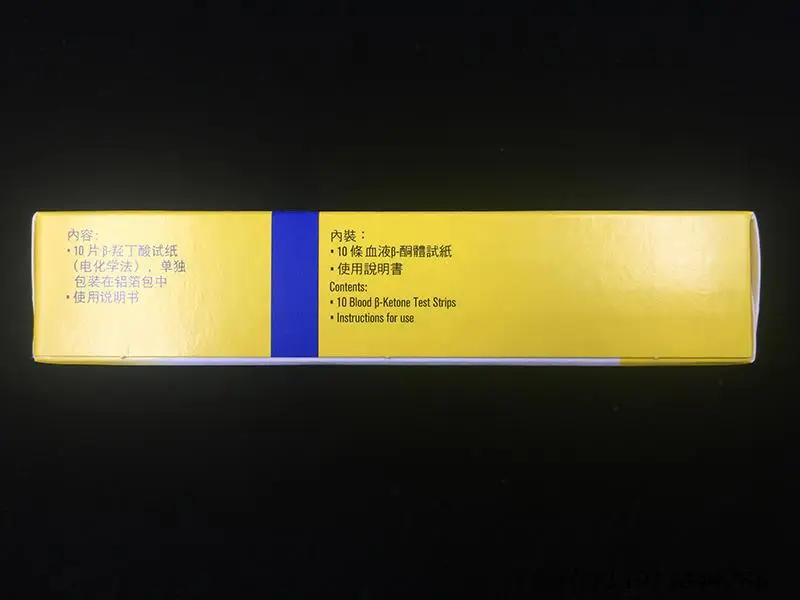 内容:
▪ 10 片 β-羟丁酸试纸
（电化学法），单独
包装在铝箔包中
▪ 使用说明书
內裝：
▪ 10 條 血液β-酮體試紙
▪ 使用說明書
Contents:
▪ 10 Blood β-Ketone Test Strips
▪ Instructions for use